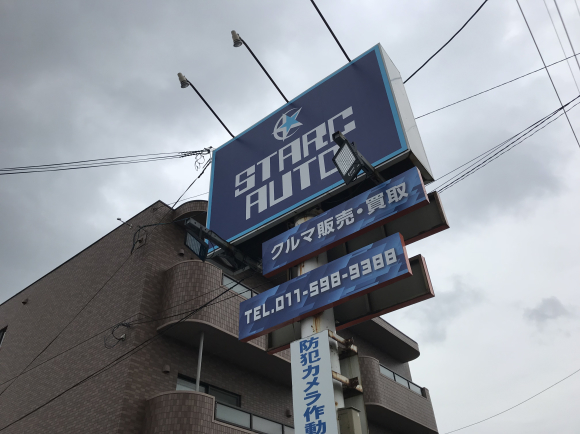 STARC
AUTO
クルマ販売・買取
TEL.011-598-9388
防犯カメラ作動